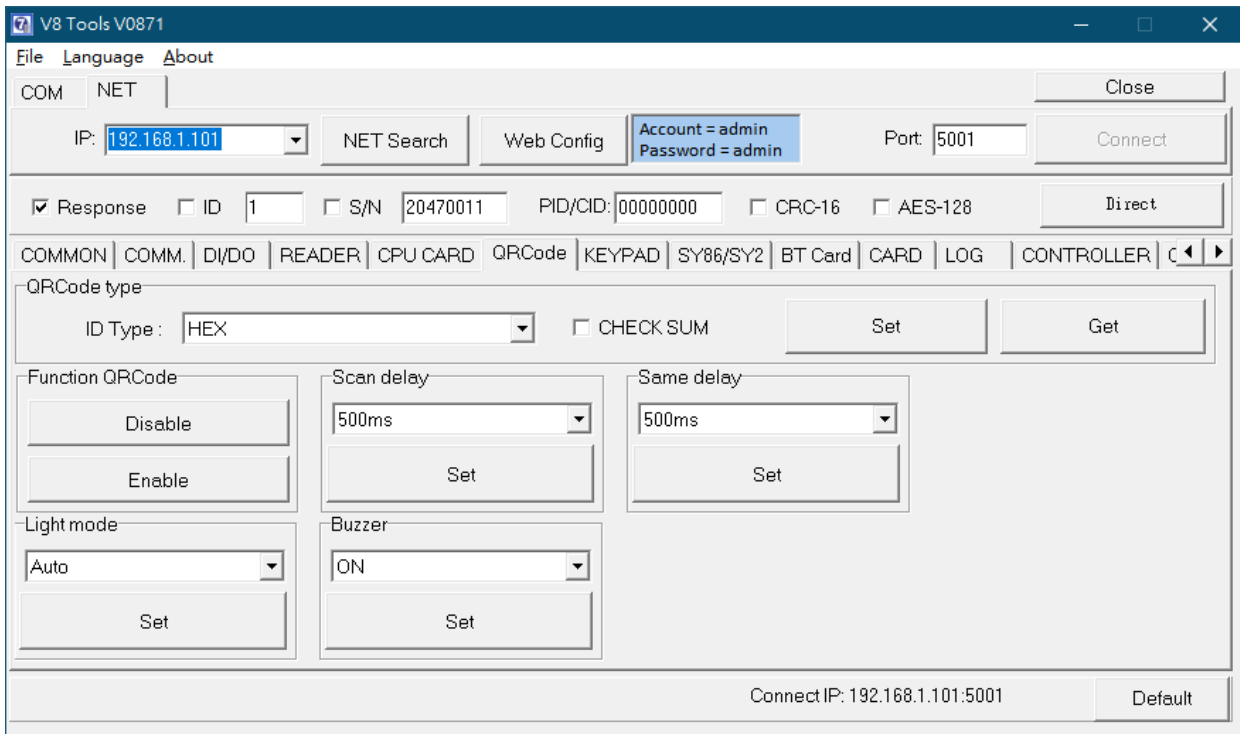 V8 Tools V0871
File Language About
COM NET Close
IP: 192.168.1.101 NET Search Web Config Account = admin Port: 5001 Connect
Password = admin
Response ID 1 S/N 20470011 PID/CID: 00000000 CRC-16 AES-128 Direct
COMMON COMM. DI/DO READER CPU CARD QRCode KEYPAD SY86/SY2 BT Card CARD LOG CONTROLLER
QRCode type
ID Type : HEX CHECK SUM Set Get
Function QRCode Scan delay Same delay
Disable 500ms 500ms
Enable Set Set
Light mode Buzzer
Auto ON
Set Set
Connect IP: 192.168.1.101:5001 Default